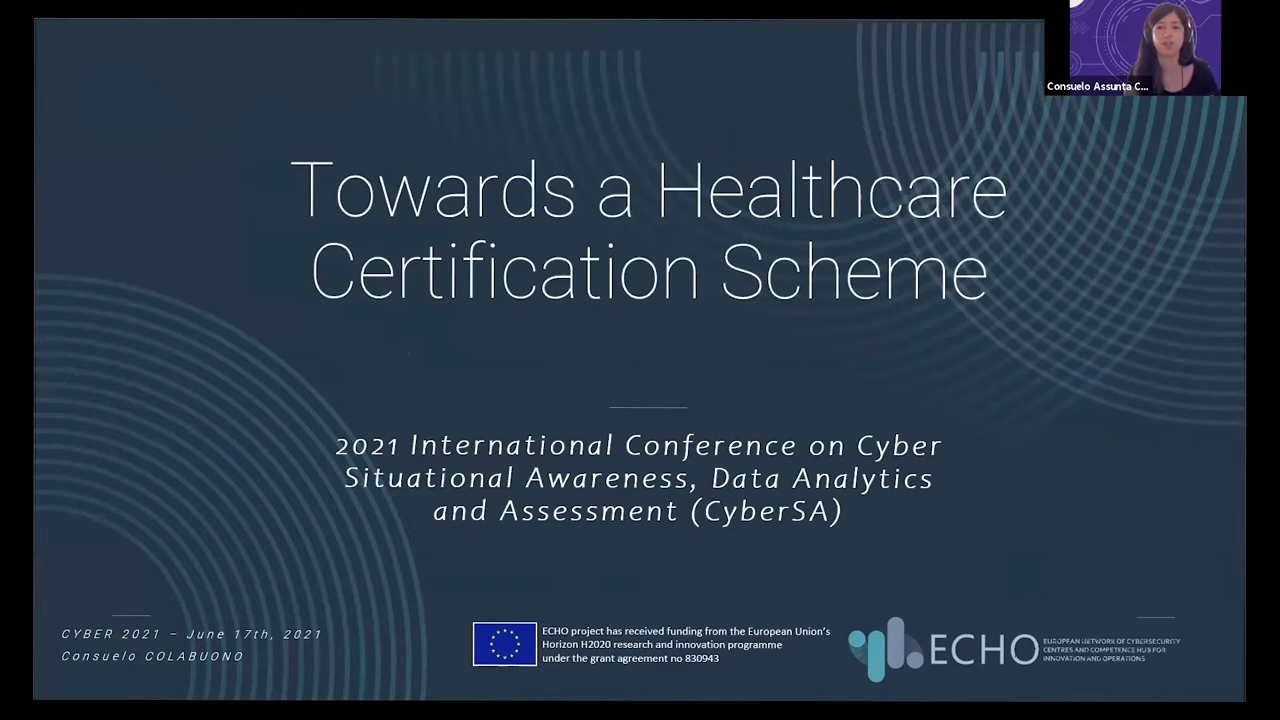 Consuelo Assunta C...
Towards a Healthcare
Certification Scheme
2021 International Conference on Cyber
Situational Awareness, Data Analytics
and Assessment (CyberSA)
CYBER 2021 – June 17th, 2021
Consuelo COLABUONO
ECHO project has received funding from the European Union's
Horizon H2020 research and innovation programme
under the grant agreement no 830943
ECHO
EUROPEAN NETWORK OF CYBERSECURITY
CENTRES AND COMPETENCE HUB FOR
INNOVATION AND OPERATIONS